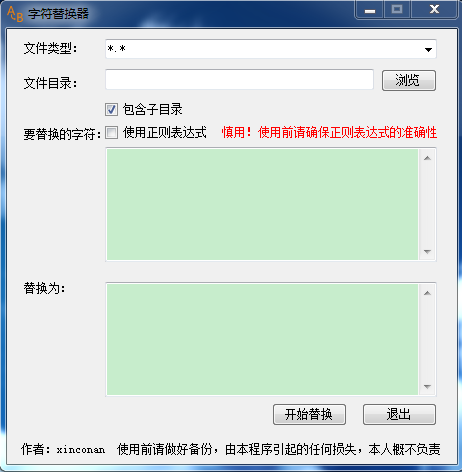 字符替换器
文件类型： *.*
文件目录： 浏览
包含子目录
要替换的字符： 使用正则表达式 慎用！使用前请确保正则表达式的准确性
替换为：
开始替换 退出
作者：xinconan 使用前请做好备份，由本程序引起的任何损失，本人概不负责